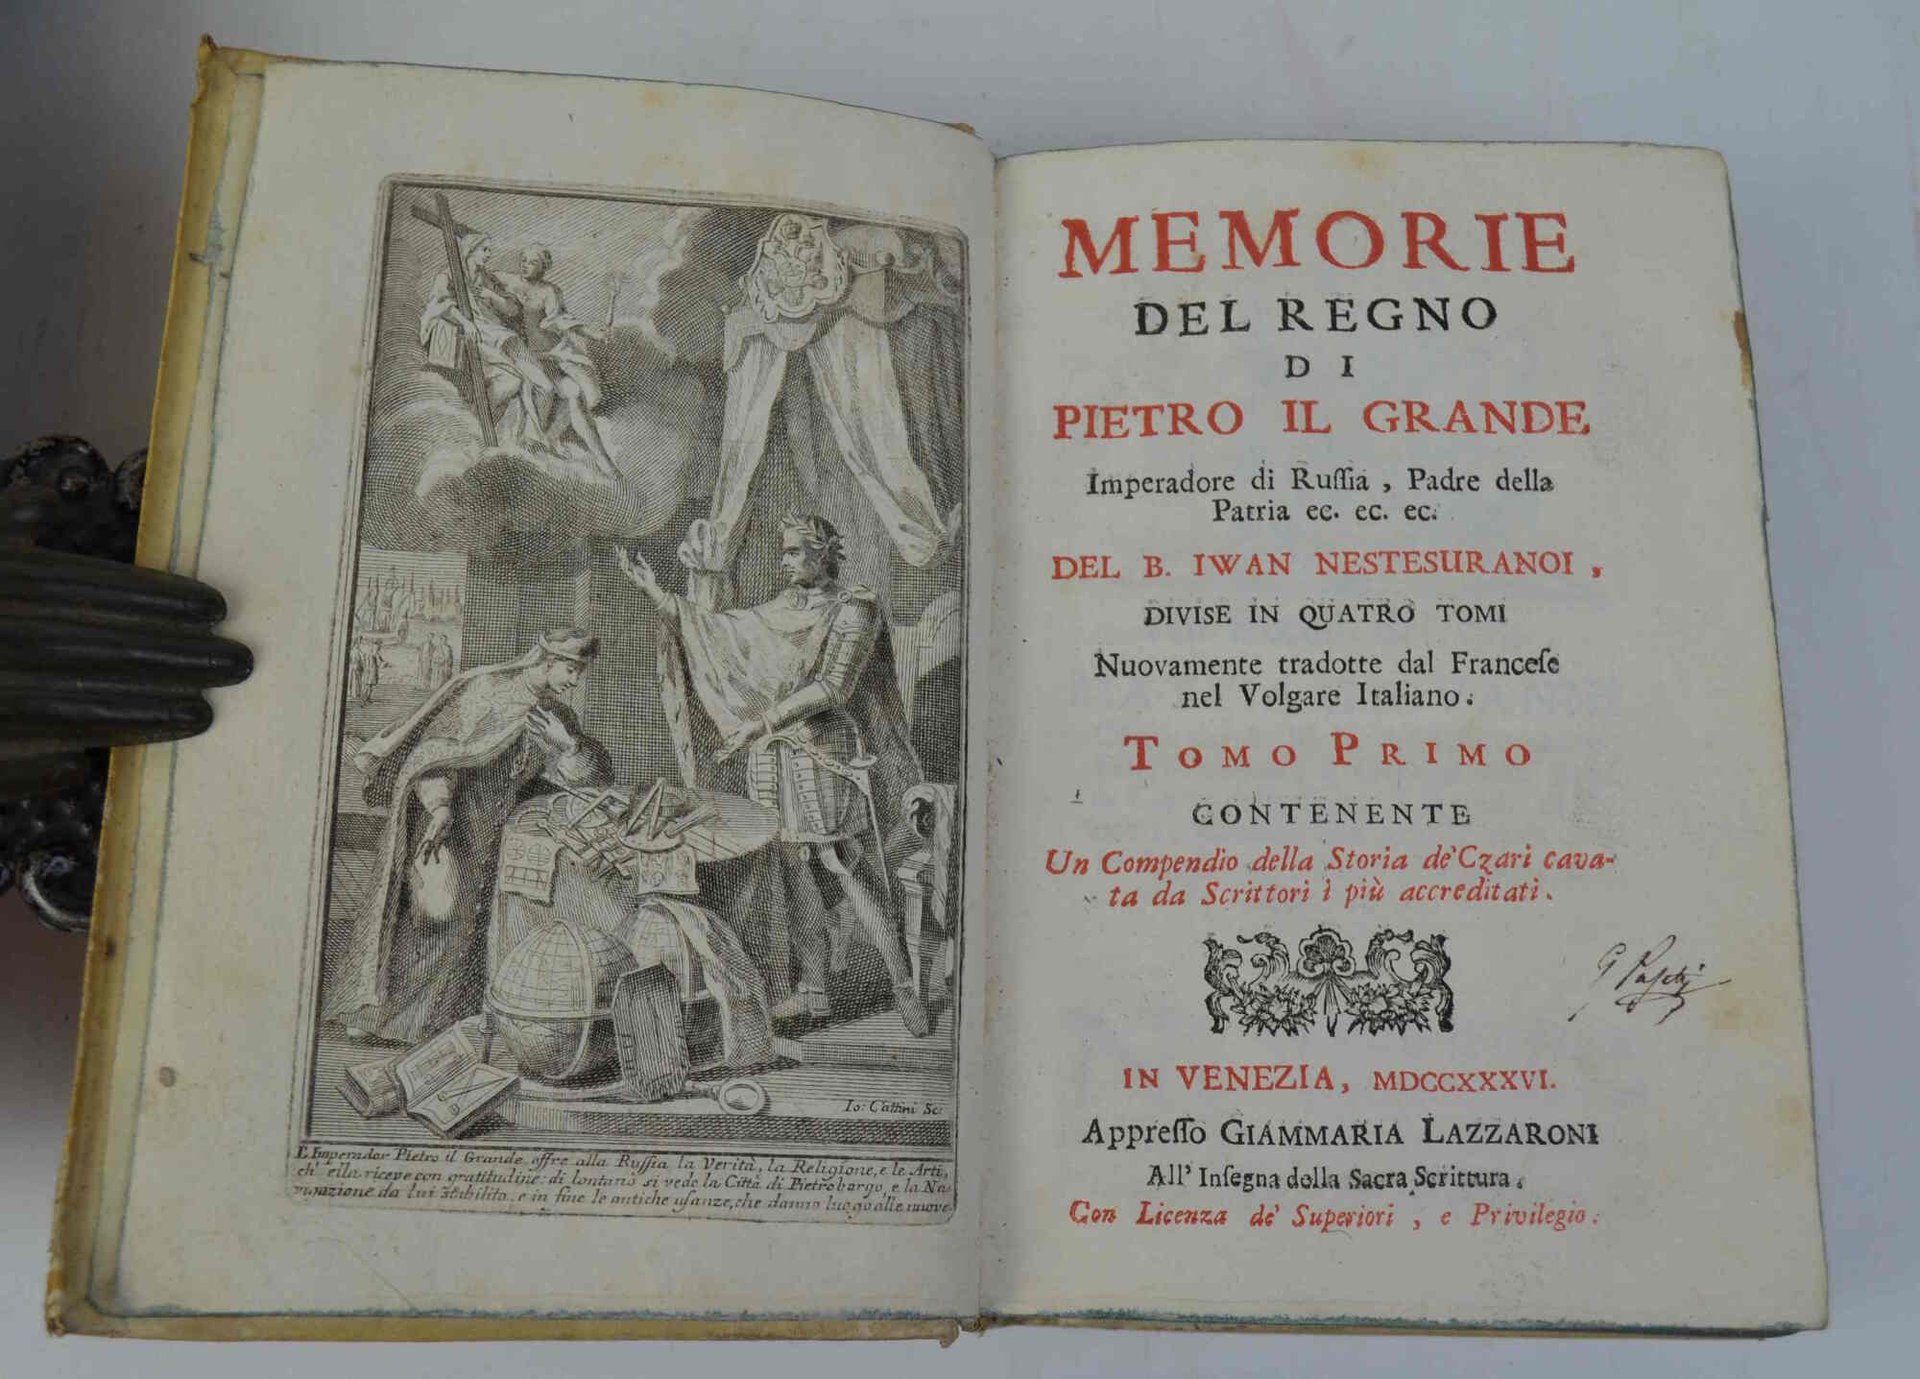 Io: Cattini Sc:
L'Imperador Pietro il Grande offre alla Russia la Verità, la Religione, e le Arti,
ch' ella riceve con gratitudine: di lontano si vede la Città di Pietroborgo, e la Na-
vigazione da lui stabilita, e in fine le antiche usanze, che danno luogo alle nuove
MEMORIE
DEL REGNO
DI
PIETRO IL GRANDE
Imperadore di Ruſſia, Padre della
Patria ec. ec. ec.
DEL B. IWAN NESTESURANOI,
DIVISE IN QUATRO TOMI
Nuovamente tradotte dal Franceſe
nel Volgare Italiano.
TOMO PRIMO
CONTENENTE
Un Compendio della Storia de' Czari cava-
ta da Scrittori i più accreditati.
IN VENEZIA, MDCCXXXVI.
Appreſſo GIAMMARIA LAZZARONI
All' Inſegna della Sacra Scrittura.
Con Licenza de' Superiori, e Privilegio.